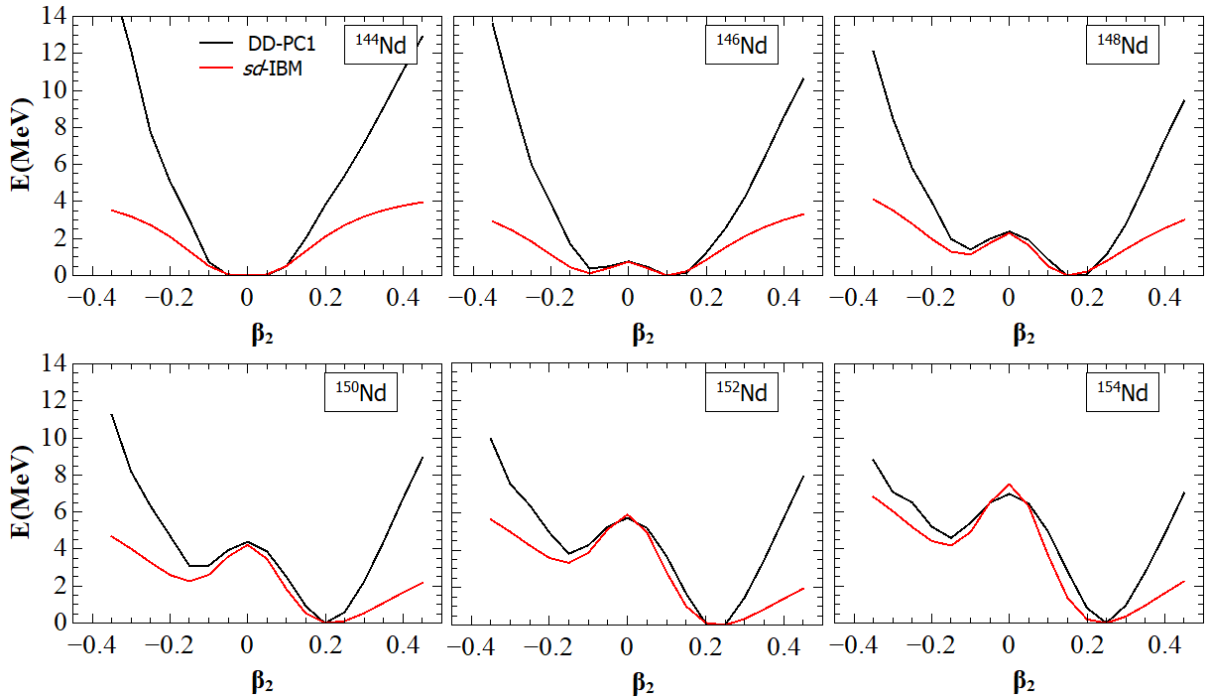 14
12
10
8
6
4
2
0
E(MeV)
DD-PC1
sd-IBM
¹⁴⁴Nd
−0.4 −0.2 0 0.2 0.4
β₂
¹⁴⁶Nd
−0.4 −0.2 0 0.2 0.4
β₂
¹⁴⁸Nd
−0.4 −0.2 0 0.2 0.4
β₂
14
12
10
8
6
4
2
0
E(MeV)
¹⁵⁰Nd
−0.4 −0.2 0 0.2 0.4
β₂
¹⁵²Nd
−0.4 −0.2 0 0.2 0.4
β₂
¹⁵⁴Nd
−0.4 −0.2 0 0.2 0.4
β₂